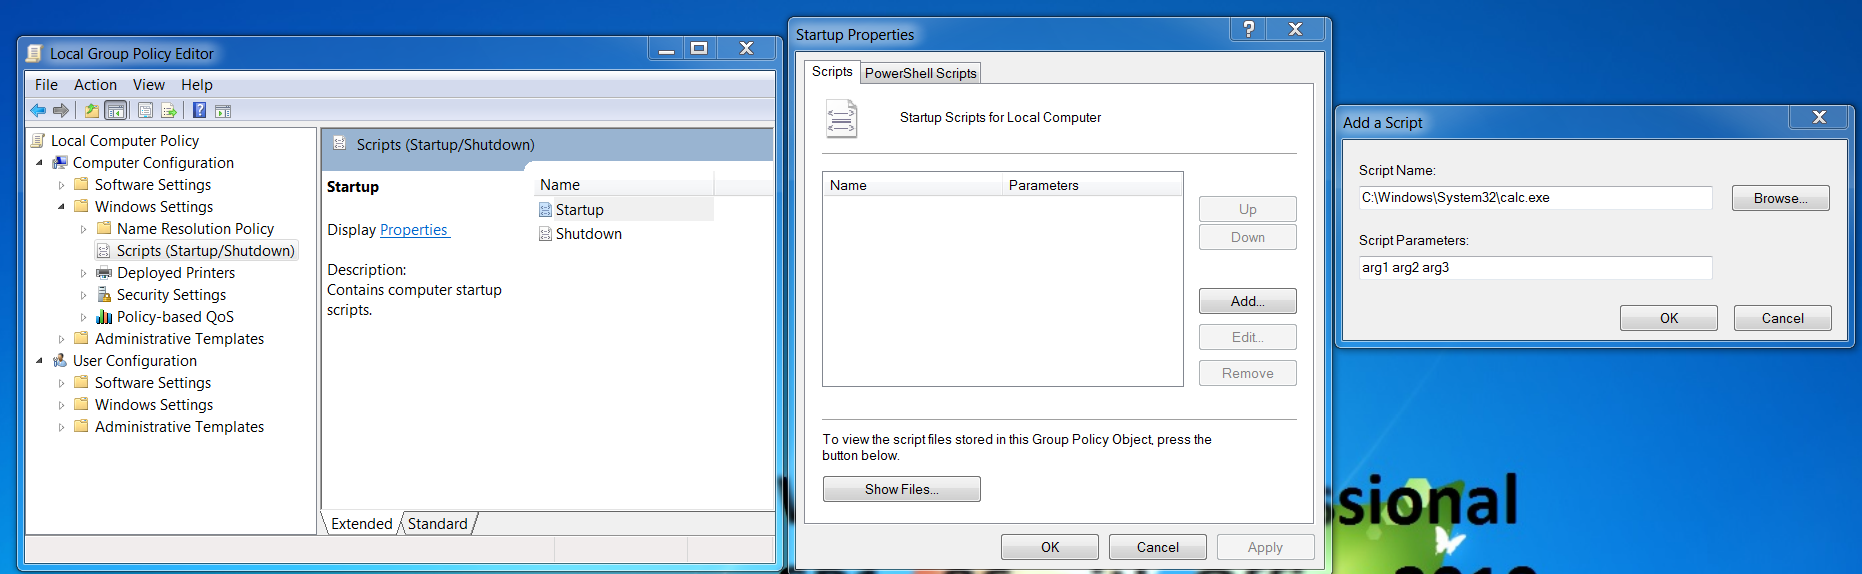 Local Group Policy Editor
File Action View Help
Local Computer Policy
Computer Configuration
Software Settings
Windows Settings
Name Resolution Policy
Scripts (Startup/Shutdown)
Deployed Printers
Security Settings
Policy-based QoS
Administrative Templates
User Configuration
Software Settings
Windows Settings
Administrative Templates
Scripts (Startup/Shutdown)
Startup
Display Properties
Description:
Contains computer startup
scripts.
Name
Startup
Shutdown
Extended Standard
Startup Properties
Scripts PowerShell Scripts
Startup Scripts for Local Computer
Name Parameters
Up
Down
Add...
Edit...
Remove
To view the script files stored in this Group Policy Object, press the
button below.
Show Files...
OK Cancel Apply
Add a Script
Script Name:
C:\Windows\System32\calc.exe
Browse...
Script Parameters:
arg1 arg2 arg3
OK Cancel
ssional